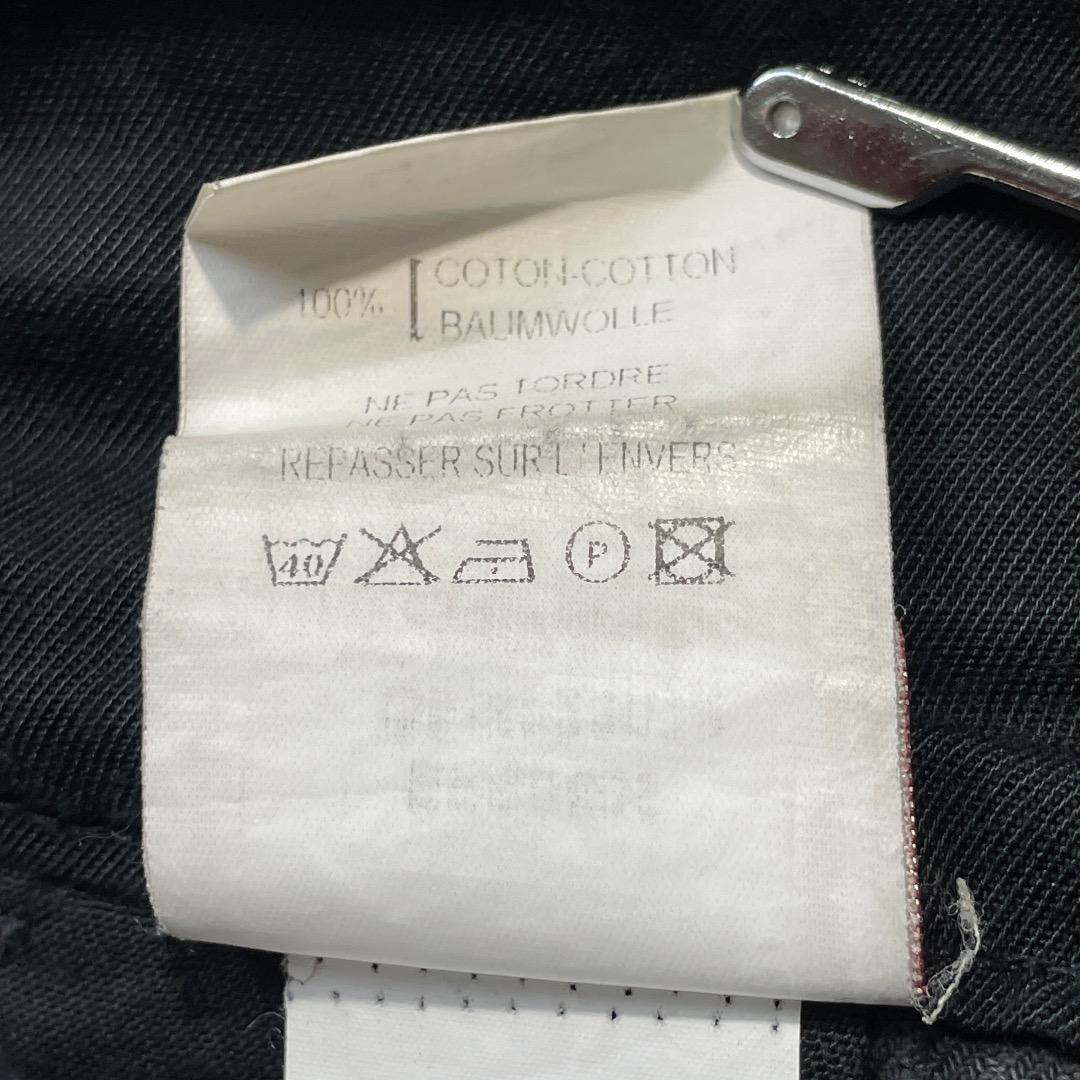 100% COTON-COTTON
BAUMWOLLE
NE PAS TORDRE
NE PAS FROTTER
REPASSER SUR L'ENVERS
40 P